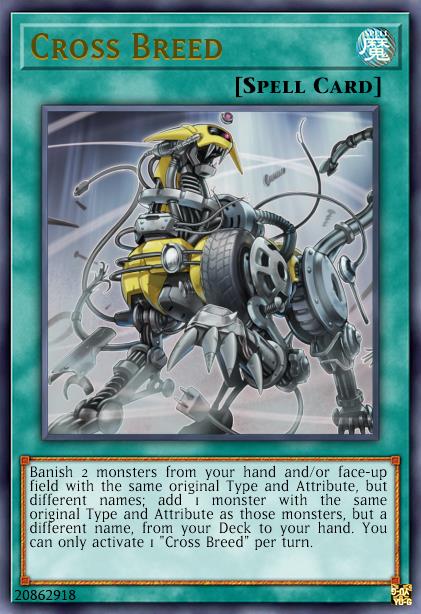 Cross Breed
SPELL
魔
[Spell Card]
Banish 2 monsters from your hand and/or face-up
field with the same original Type and Attribute, but
different names; add 1 monster with the same
original Type and Attribute as those monsters, but a
different name, from your Deck to your hand. You
can only activate 1 "Cross Breed" per turn.
20862918